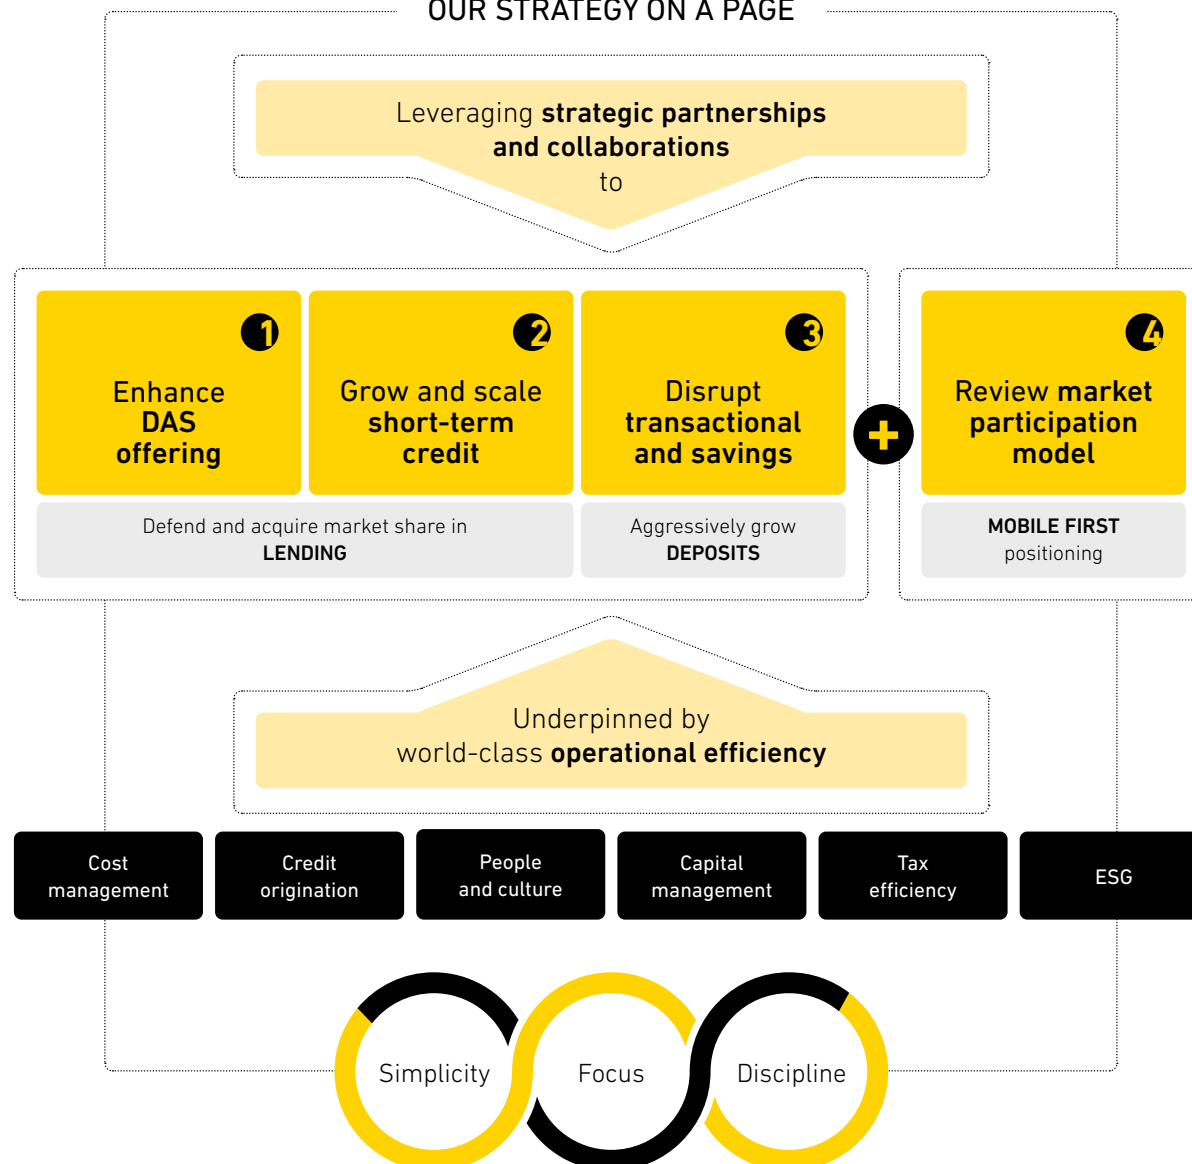 OUR STRATEGY ON A PAGE
Leveraging strategic partnerships
and collaborations
to
1
Enhance
DAS
offering
2
Grow and scale
short-term
credit
3
Disrupt
transactional
and savings
+
4
Review market
participation
model
Defend and acquire market share in
LENDING
Aggressively grow
DEPOSITS
MOBILE FIRST
positioning
Underpinned by
world-class operational efficiency
Cost
management
Credit
origination
People
and culture
Capital
management
Tax
efficiency
ESG
Simplicity
Focus
Discipline